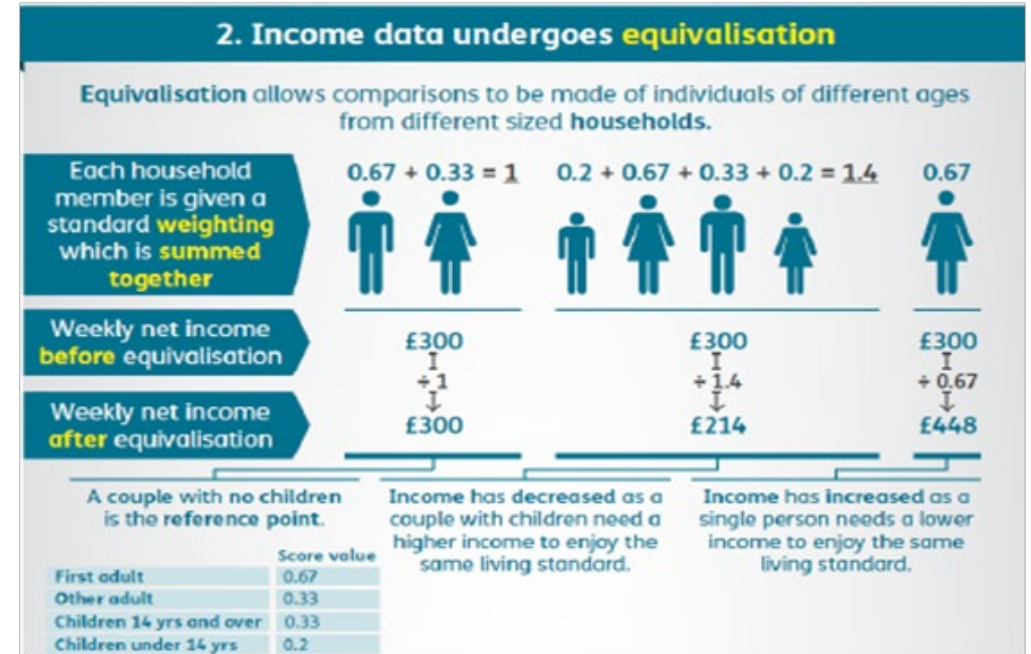 2. Income data undergoes equivalisation
Equivalisation allows comparisons to be made of individuals of different ages
from different sized households.
Each household
member is given a
standard weighting
which is summed
together
0.67 + 0.33 = 1
0.2 + 0.67 + 0.33 + 0.2 = 1.4
0.67
Weekly net income
before equivalisation
£300
£300
£300
÷ 1
÷ 1.4
÷ 0.67
Weekly net income
after equivalisation
£300
£214
£448
A couple with no children
is the reference point.
Income has decreased as a
couple with children need a
higher income to enjoy the
same living standard.
Income has increased as a
single person needs a lower
income to enjoy the same
living standard.
Score value
First adult 0.67
Other adult 0.33
Children 14 yrs and over 0.33
Children under 14 yrs 0.2